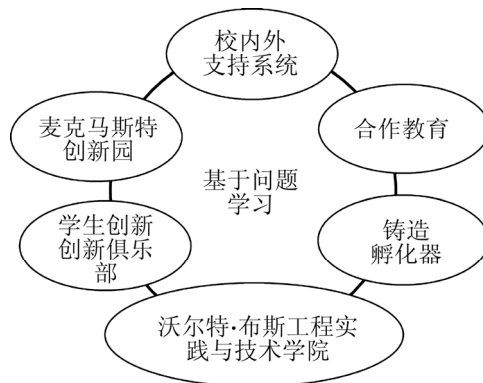 校内外
支持系统
麦克马斯特
创新园
合作教育
基于问题
学习
学生创新
创新俱乐
部
铸造
孵化器
沃尔特·布斯工程实
践与技术学院